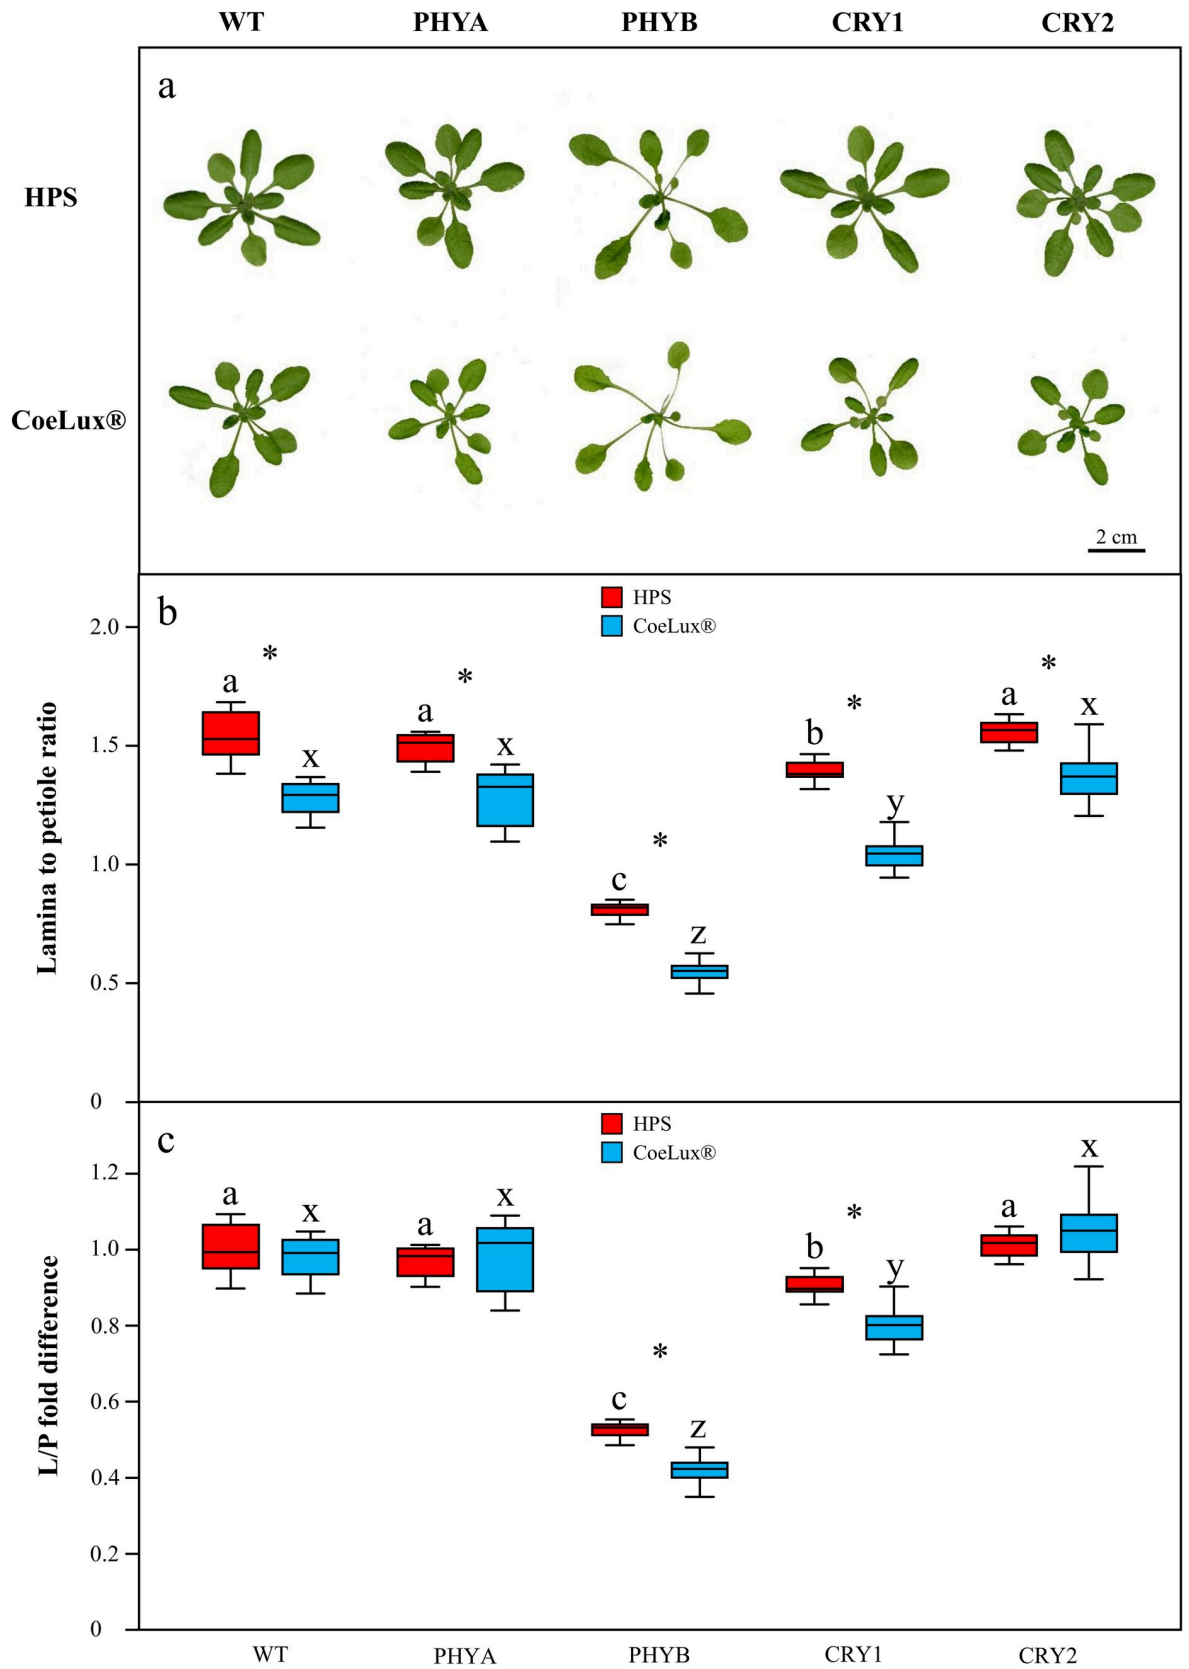 WT PHYA PHYB CRY1 CRY2
a
HPS
CoeLux®
2 cm
b
HPS
CoeLux®
Lamina to petiole ratio
2.0
1.5
1.0
0.5
0
a * x
a * x
c * z
b * y
a * x
c
HPS
CoeLux®
L/P fold difference
1.2
1.0
0.8
0.6
0.4
0.2
0
a x
a x
c * z
b * y
a x
WT PHYA PHYB CRY1 CRY2